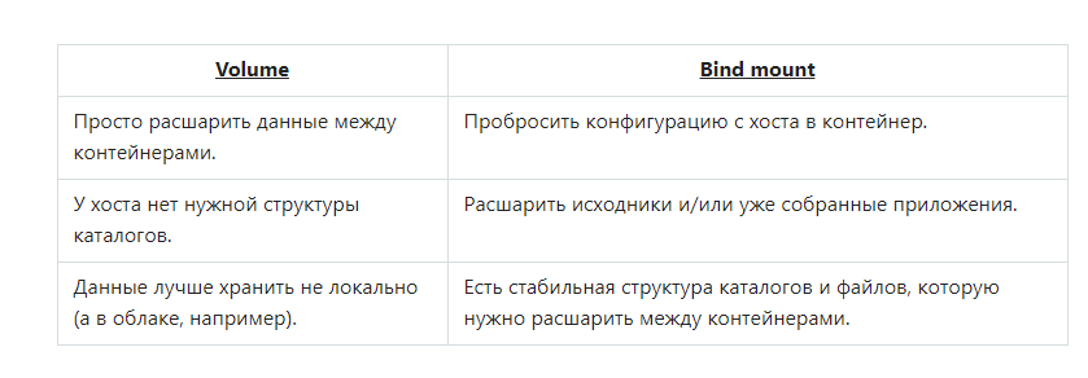 Volume
Bind mount
Просто расшарить данные между
контейнерами.
Пробросить конфигурацию с хоста в контейнер.
У хоста нет нужной структуры
каталогов.
Расшарить исходники и/или уже собранные приложения.
Данные лучше хранить не локально
(а в облаке, например).
Есть стабильная структура каталогов и файлов, которую
нужно расшарить между контейнерами.